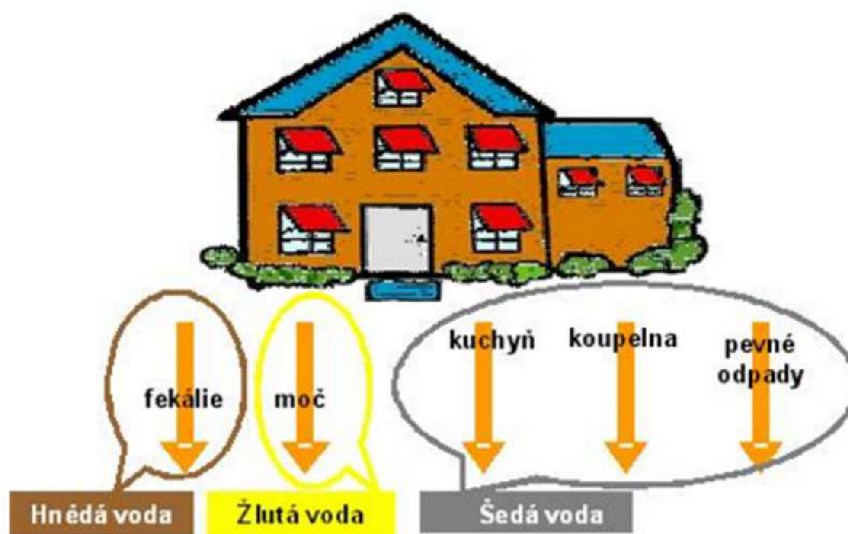 kuchyň
koupelna
pevné
odpady
fekálie
moč
Hnědá voda
Žlutá voda
Šedá voda